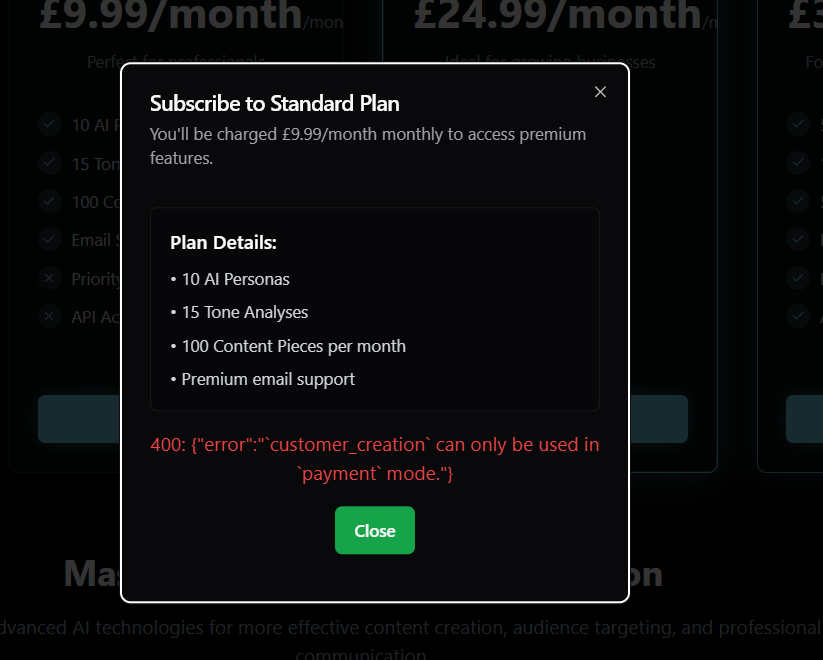 £9.99/month/mon
£24.99/month/n
£3
Perfect for professionals
Ideal for growing businesses
Fo
Subscribe to Standard Plan
You'll be charged £9.99/month monthly to access premium
features.
10 AI P
15 Ton
100 Co
Email S
Priority
API Ac
Plan Details:
• 10 AI Personas
• 15 Tone Analyses
• 100 Content Pieces per month
• Premium email support
400: {"error":"`customer_creation` can only be used in
`payment` mode."}
Close
Mas
on
dvanced AI technologies for more effective content creation, audience targeting, and professional
communication.